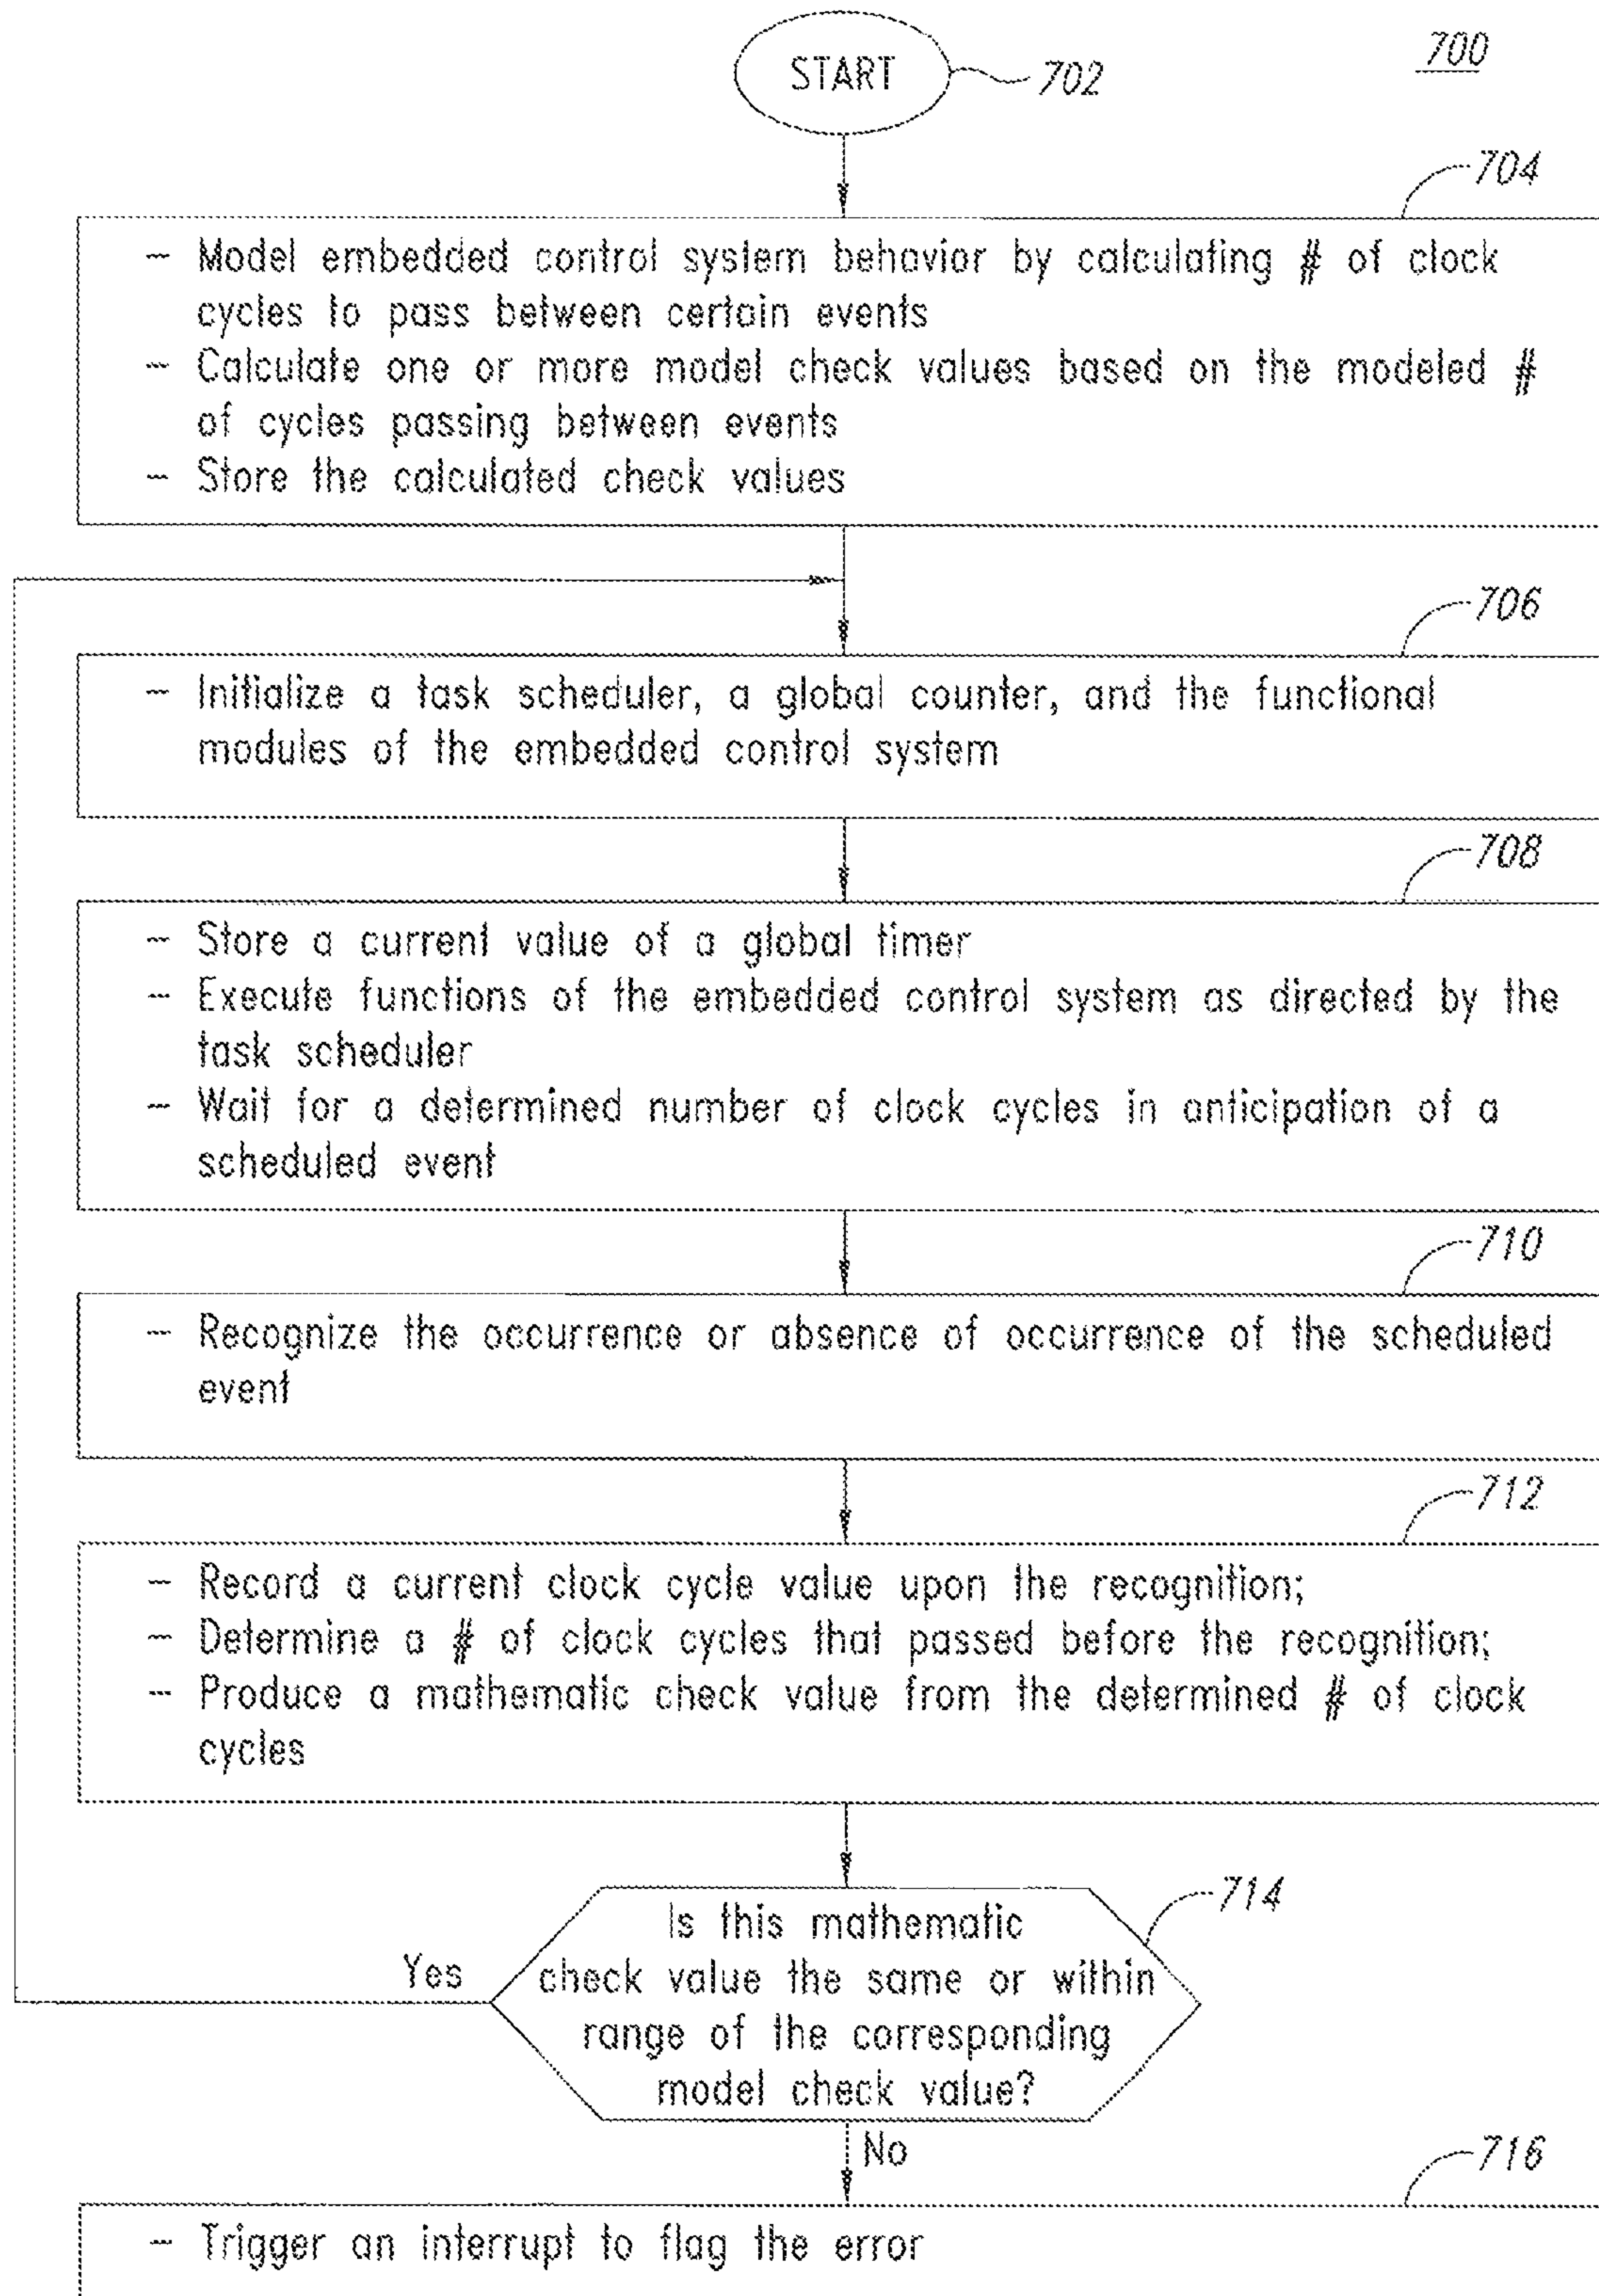 700
START
702
704
– Model embedded control system behavior by calculating # of clock
cycles to pass between certain events
– Calculate one or more model check values based on the modeled #
of cycles passing between events
– Store the calculated check values
706
– Initialize a task scheduler, a global counter, and the functional
modules of the embedded control system
708
– Store a current value of a global timer
– Execute functions of the embedded control system as directed by the
task scheduler
– Wait for a determined number of clock cycles in anticipation of a
scheduled event
710
– Recognize the occurrence or absence of occurrence of the scheduled
event
712
– Record a current clock cycle value upon the recognition;
– Determine a # of clock cycles that passed before the recognition;
– Produce a mathematic check value from the determined # of clock
cycles
714
Is this mathematic
check value the same or within
range of the corresponding
model check value?
Yes
No
716
– Trigger an interrupt to flag the error